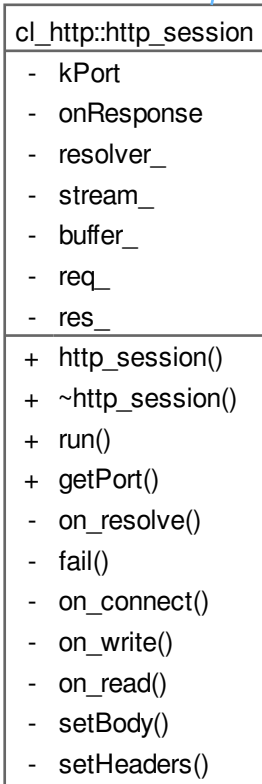 cl_http::http_session
- kPort
- onResponse
- resolver_
- stream_
- buffer_
- req_
- res_
+ http_session()
+ ~http_session()
+ run()
+ getPort()
- on_resolve()
- fail()
- on_connect()
- on_write()
- on_read()
- setBody()
- setHeaders()